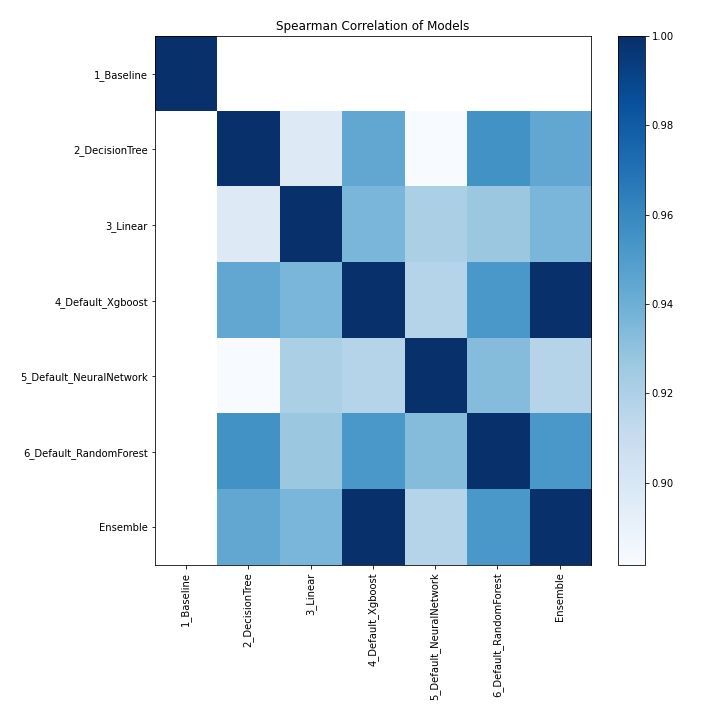 Spearman Correlation of Models
1_Baseline
2_DecisionTree
3_Linear
4_Default_Xgboost
5_Default_NeuralNetwork
6_Default_RandomForest
Ensemble
1_Baseline
2_DecisionTree
3_Linear
4_Default_Xgboost
5_Default_NeuralNetwork
6_Default_RandomForest
Ensemble
1.00
0.98
0.96
0.94
0.92
0.90